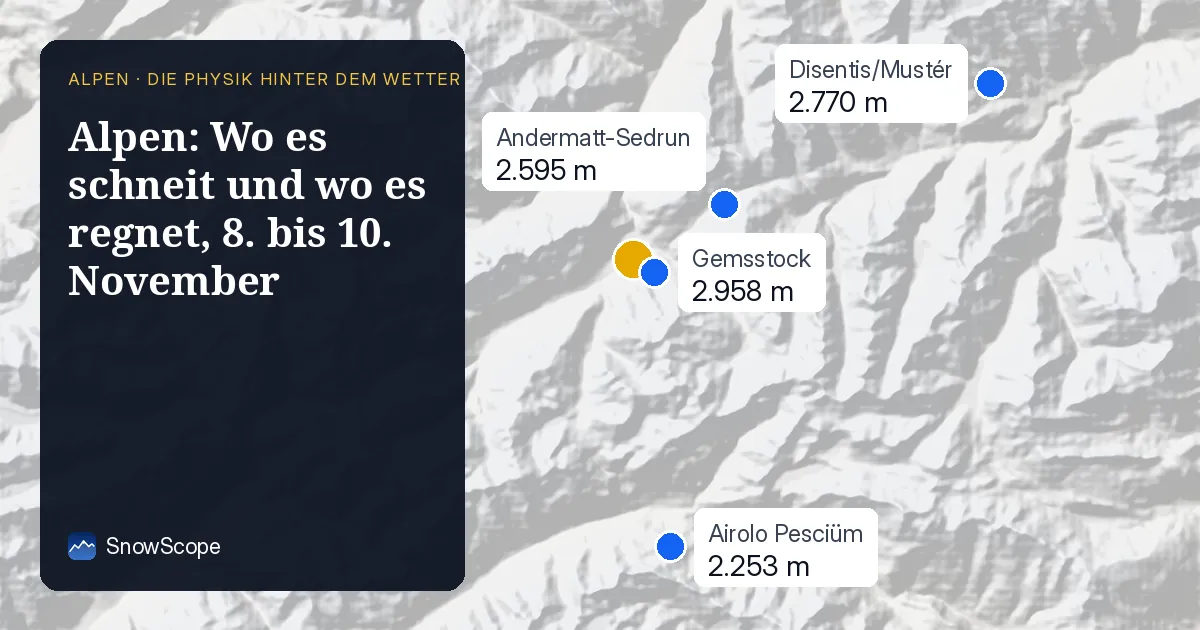 ALPEN · DIE PHYSIK HINTER DEM WETTER
Alpen: Wo es
schneit und wo es
regnet, 8. bis 10.
November
SnowScope
Disentis/Mustér
2.770 m
Andermatt-Sedrun
2.595 m
Gemsstock
2.958 m
Airolo Pesciüm
2.253 m